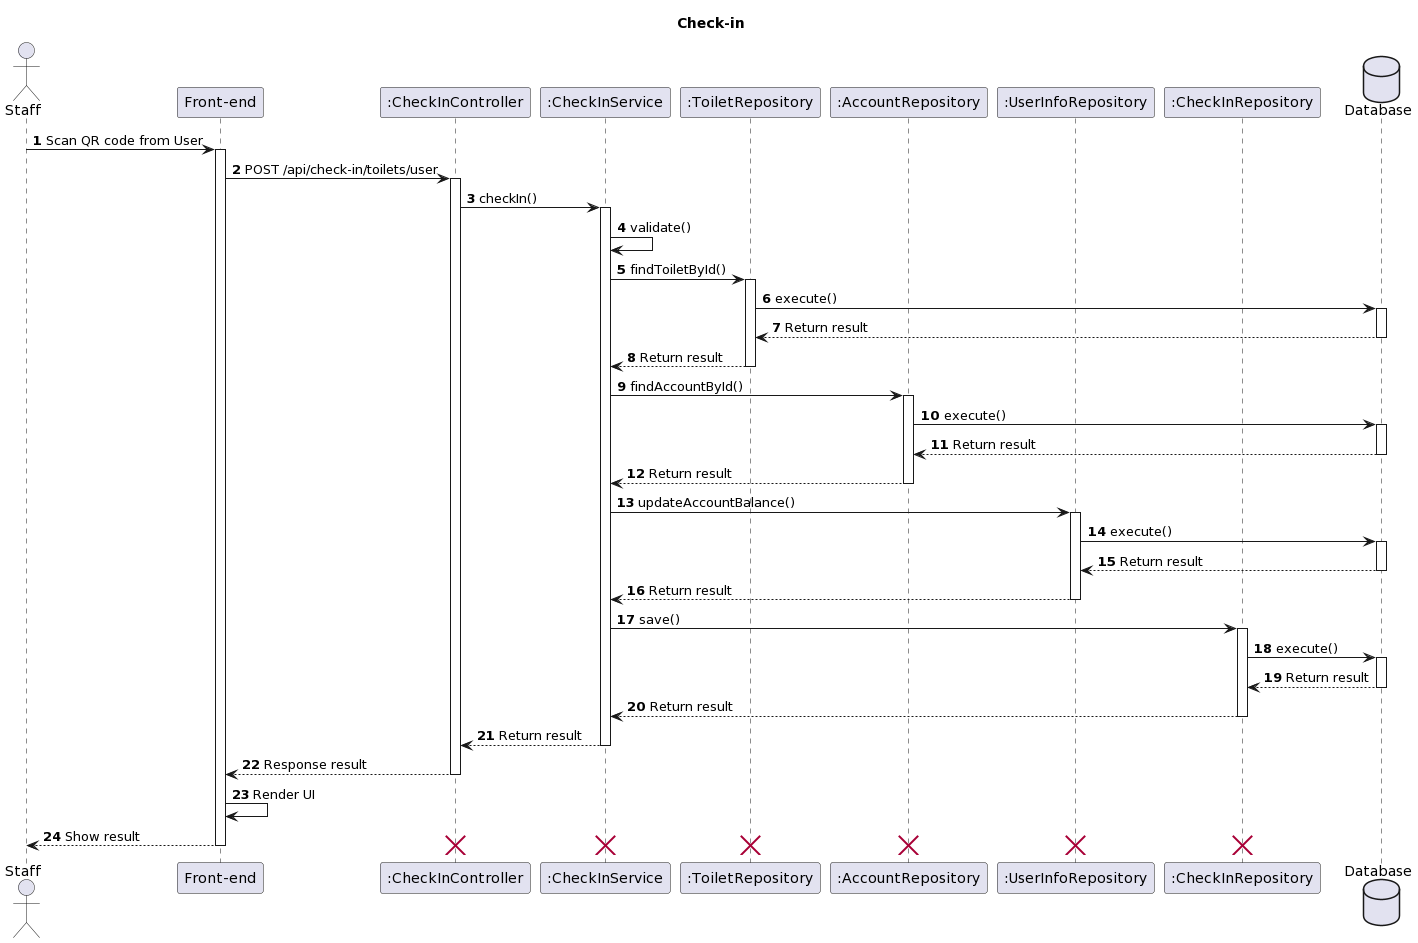 Check-in
Staff
Front-end
:CheckInController
:CheckInService
:ToiletRepository
:AccountRepository
:UserInfoRepository
:CheckInRepository
Database
1 Scan QR code from User
2 POST /api/check-in/toilets/user
3 checkIn()
4 validate()
5 findToiletById()
6 execute()
7 Return result
8 Return result
9 findAccountById()
10 execute()
11 Return result
12 Return result
13 updateAccountBalance()
14 execute()
15 Return result
16 Return result
17 save()
18 execute()
19 Return result
20 Return result
21 Return result
22 Response result
23 Render UI
24 Show result
Staff
Front-end
:CheckInController
:CheckInService
:ToiletRepository
:AccountRepository
:UserInfoRepository
:CheckInRepository
Database